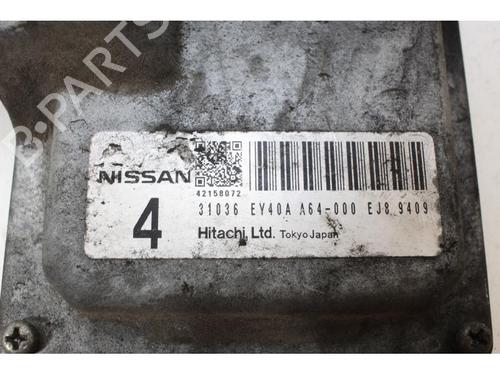 B-PARTS
NISSAN
42158072
4
31036 EY40A A64-000 EJ8 9409
Hitachi, Ltd. Tokyo Japan